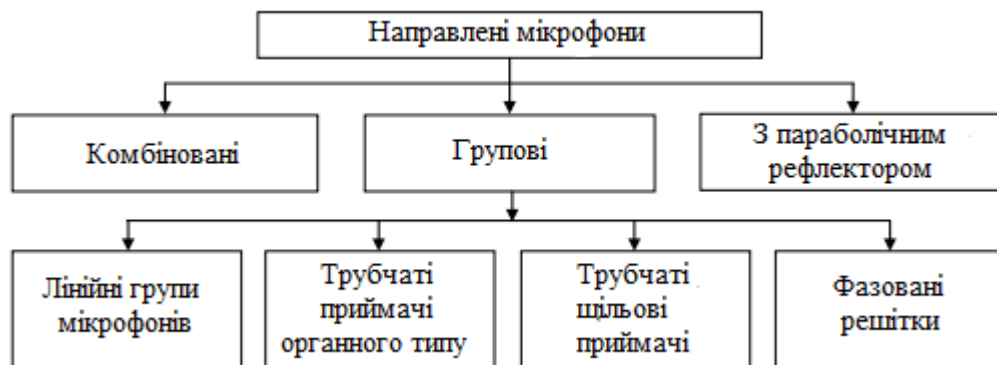 Направлені мікрофони
Комбіновані
Групові
З параболічним
рефлектором
Лінійні групи
мікрофонів
Трубчаті
приймачі
органного типу
Трубчаті
щільові
приймачі
Фазовані
решітки